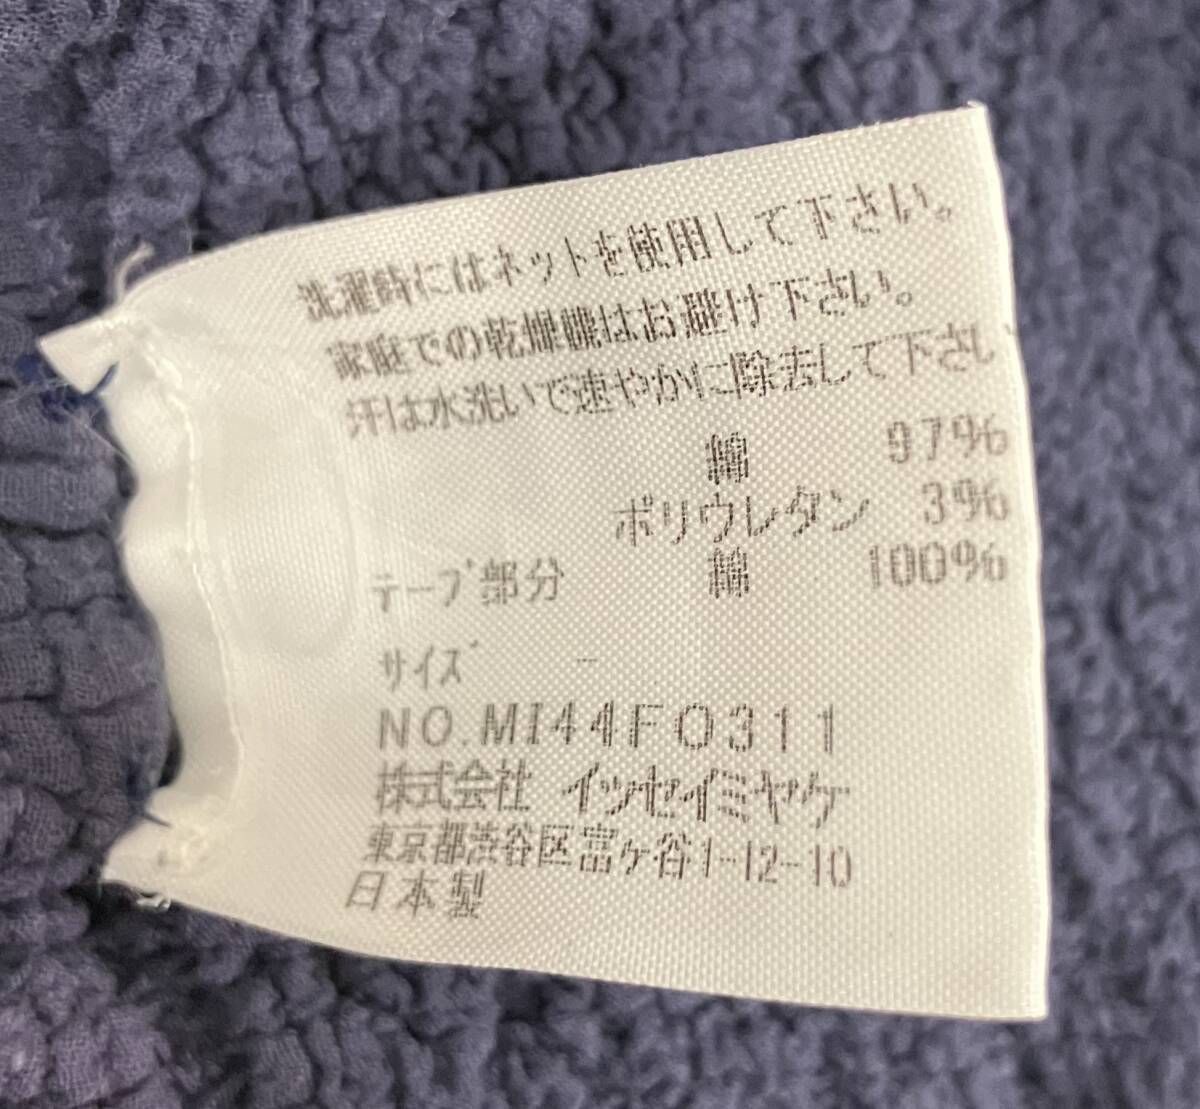 洗濯時にはネットを使用して下さい。
家庭での乾燥機はお避け下さい。
汗は水洗いで速やかに除去して下さい
綿 97%
ポリウレタン 3%
テープ部分 綿 100%
サイズ -
NO.MI44FO311
株式会社 イッセイミヤケ
東京都渋谷区富ヶ谷1-12-10
日本製